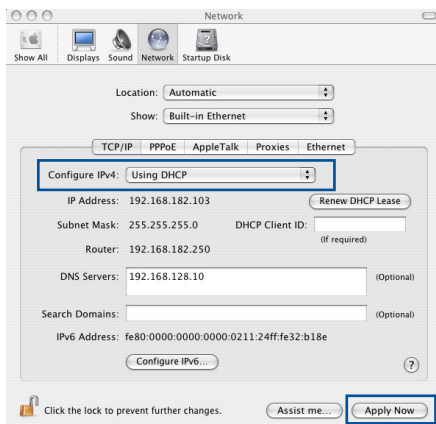 Network
Show All Displays Sound Network Startup Disk
Location: Automatic
Show: Built-in Ethernet
TCP/IP PPPoE AppleTalk Proxies Ethernet
Configure IPv4: Using DHCP
IP Address: 192.168.182.103 Renew DHCP Lease
Subnet Mask: 255.255.255.0 DHCP Client ID:
(If required)
Router: 192.168.182.250
DNS Servers: 192.168.128.10 (Optional)
Search Domains: (Optional)
IPv6 Address: fe80:0000:0000:0000:0211:24ff:fe32:b18e
Configure IPv6... ?
Click the lock to prevent further changes. Assist me... Apply Now